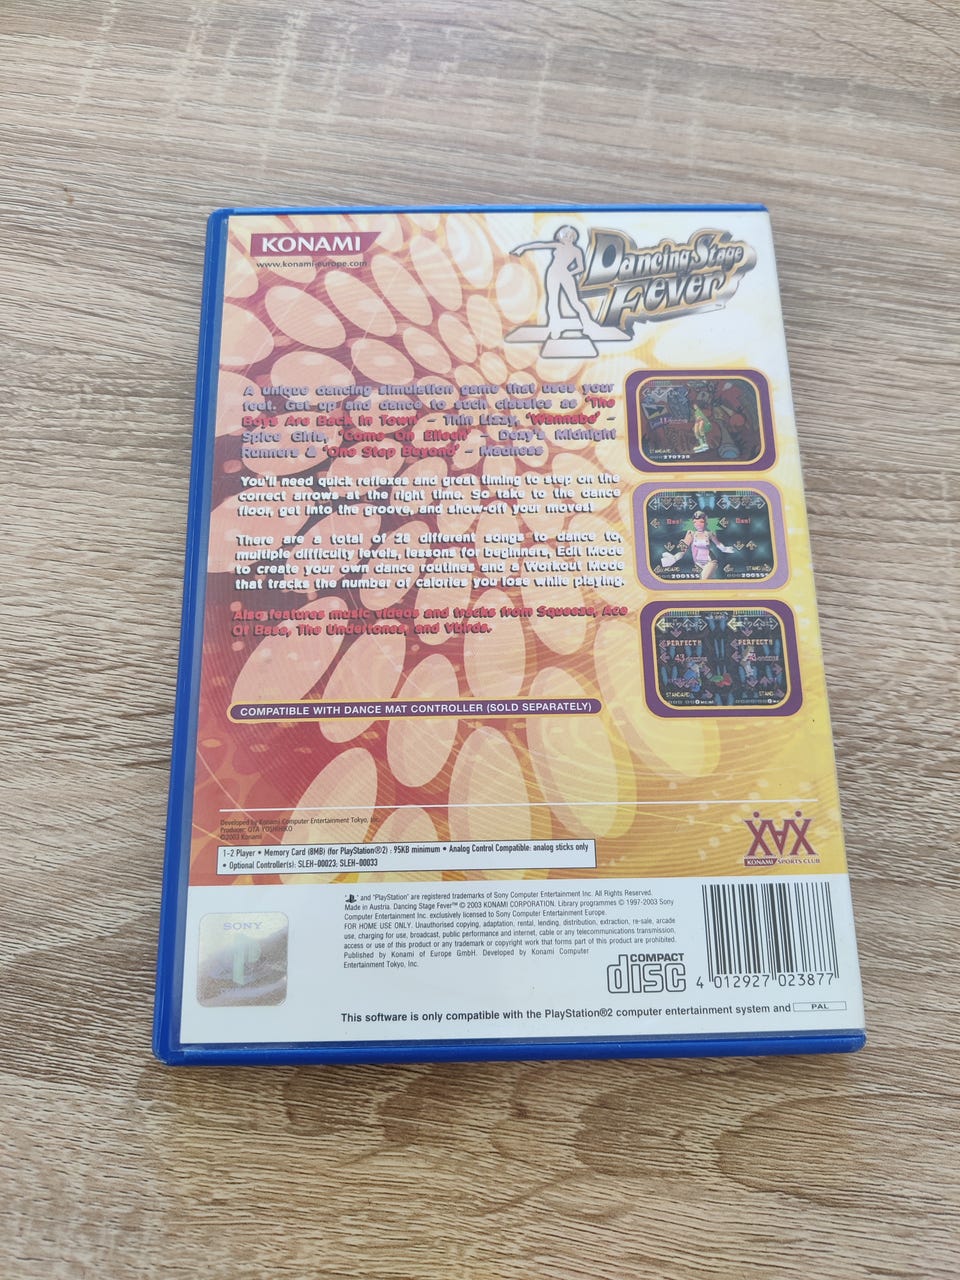 KONAMI
www.konami-europe.com
Dancing Stage
Fever
A unique dancing simulation game that uses your
feet. Get up and dance to such classics as 'The
Boys Are Back in Town' – Thin Lizzy, 'Wannabe' –
Spice Girls, 'Come On Eileen' – Dexy's Midnight
Runners & 'One Step Beyond' – Madness
You'll need quick reflexes and great timing to step on the
correct arrows at the right time. So take to the dance
floor, get into the groove, and show-off your moves!
There are a total of 28 different songs to dance to,
multiple difficulty levels, lessons for beginners, Edit Mode
to create your own dance routines and a Workout Mode
that tracks the number of calories you lose while playing.
Also features music videos and tracks from Squeeze, Ace
Of Base, The Undertones, and Ybirds.
PERFECT!! PERFECT!!
COMPATIBLE WITH DANCE MAT CONTROLLER (SOLD SEPARATELY)
Developed by Konami Computer Entertainment Tokyo, Inc.
Producer: OTA YOSHIHIKO
©2003 Konami
KONAMI SPORTS CLUB
1-2 Player • Memory Card (8MB) (for PlayStation®2) : 95KB minimum • Analog Control Compatible: analog sticks only
• Optional Controller(s): SLEH-00023; SLEH-00033
SONY
" and "PlayStation" are registered trademarks of Sony Computer Entertainment Inc. All Rights Reserved.
Made in Austria. Dancing Stage Fever™ © 2003 KONAMI CORPORATION. Library programmes © 1997-2003 Sony
Computer Entertainment Inc. exclusively licensed to Sony Computer Entertainment Europe.
FOR HOME USE ONLY. Unauthorised copying, adaptation, rental, lending, distribution, extraction, re-sale, arcade
use, charging for use, broadcast, public performance and internet, cable or any telecommunications transmission,
access or use of this product or any trademark or copyright work that forms part of this product are prohibited.
Published by Konami of Europe GmbH. Developed by Konami Computer
Entertainment Tokyo, Inc.
COMPACT
disc
4 012927 023877
This software is only compatible with the PlayStation®2 computer entertainment system and PAL